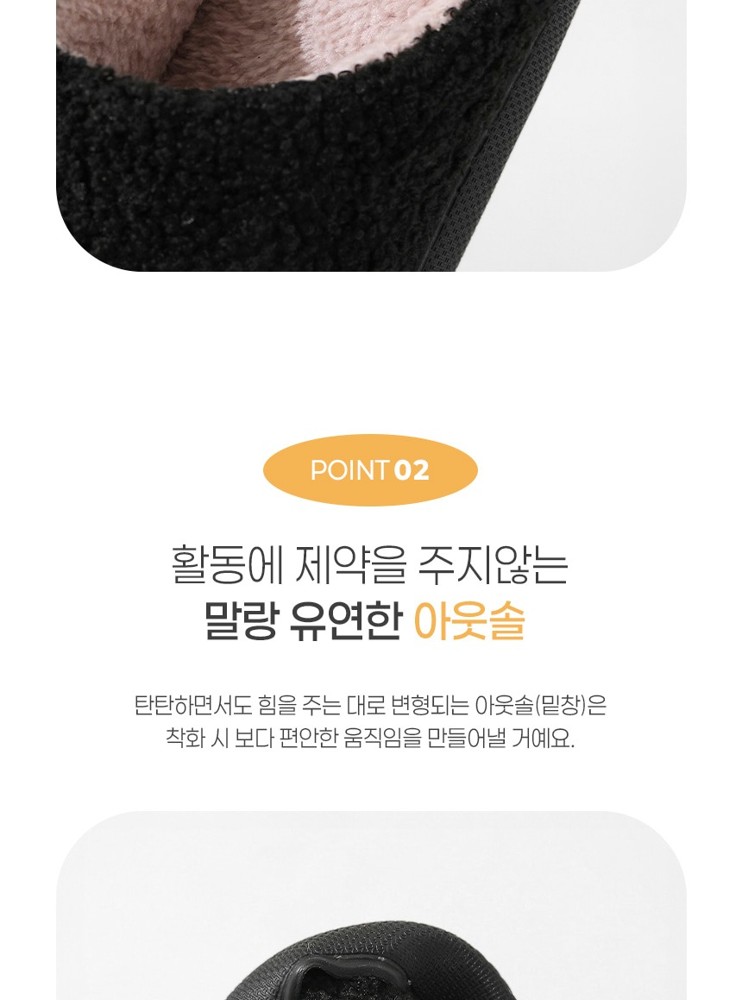 POINT 02
활동에 제약을 주지않는
말랑 유연한 아웃솔
탄탄하면서도 힘을 주는 대로 변형되는 아웃솔(밑창)은
착화 시 보다 편안한 움직임을 만들어낼 거예요.